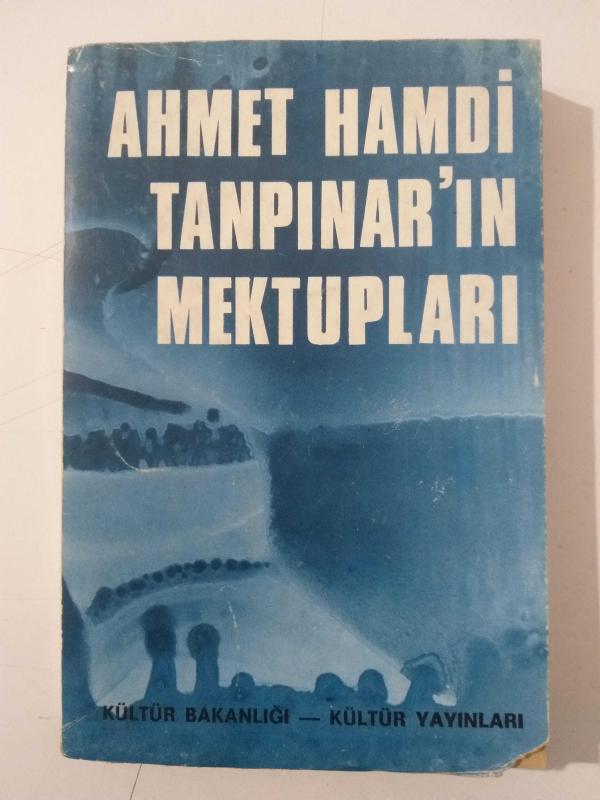 AHMET HAMDİ
TANPINAR'IN
MEKTUPLARI
KÜLTÜR BAKANLIĞI — KÜLTÜR YAYINLARI